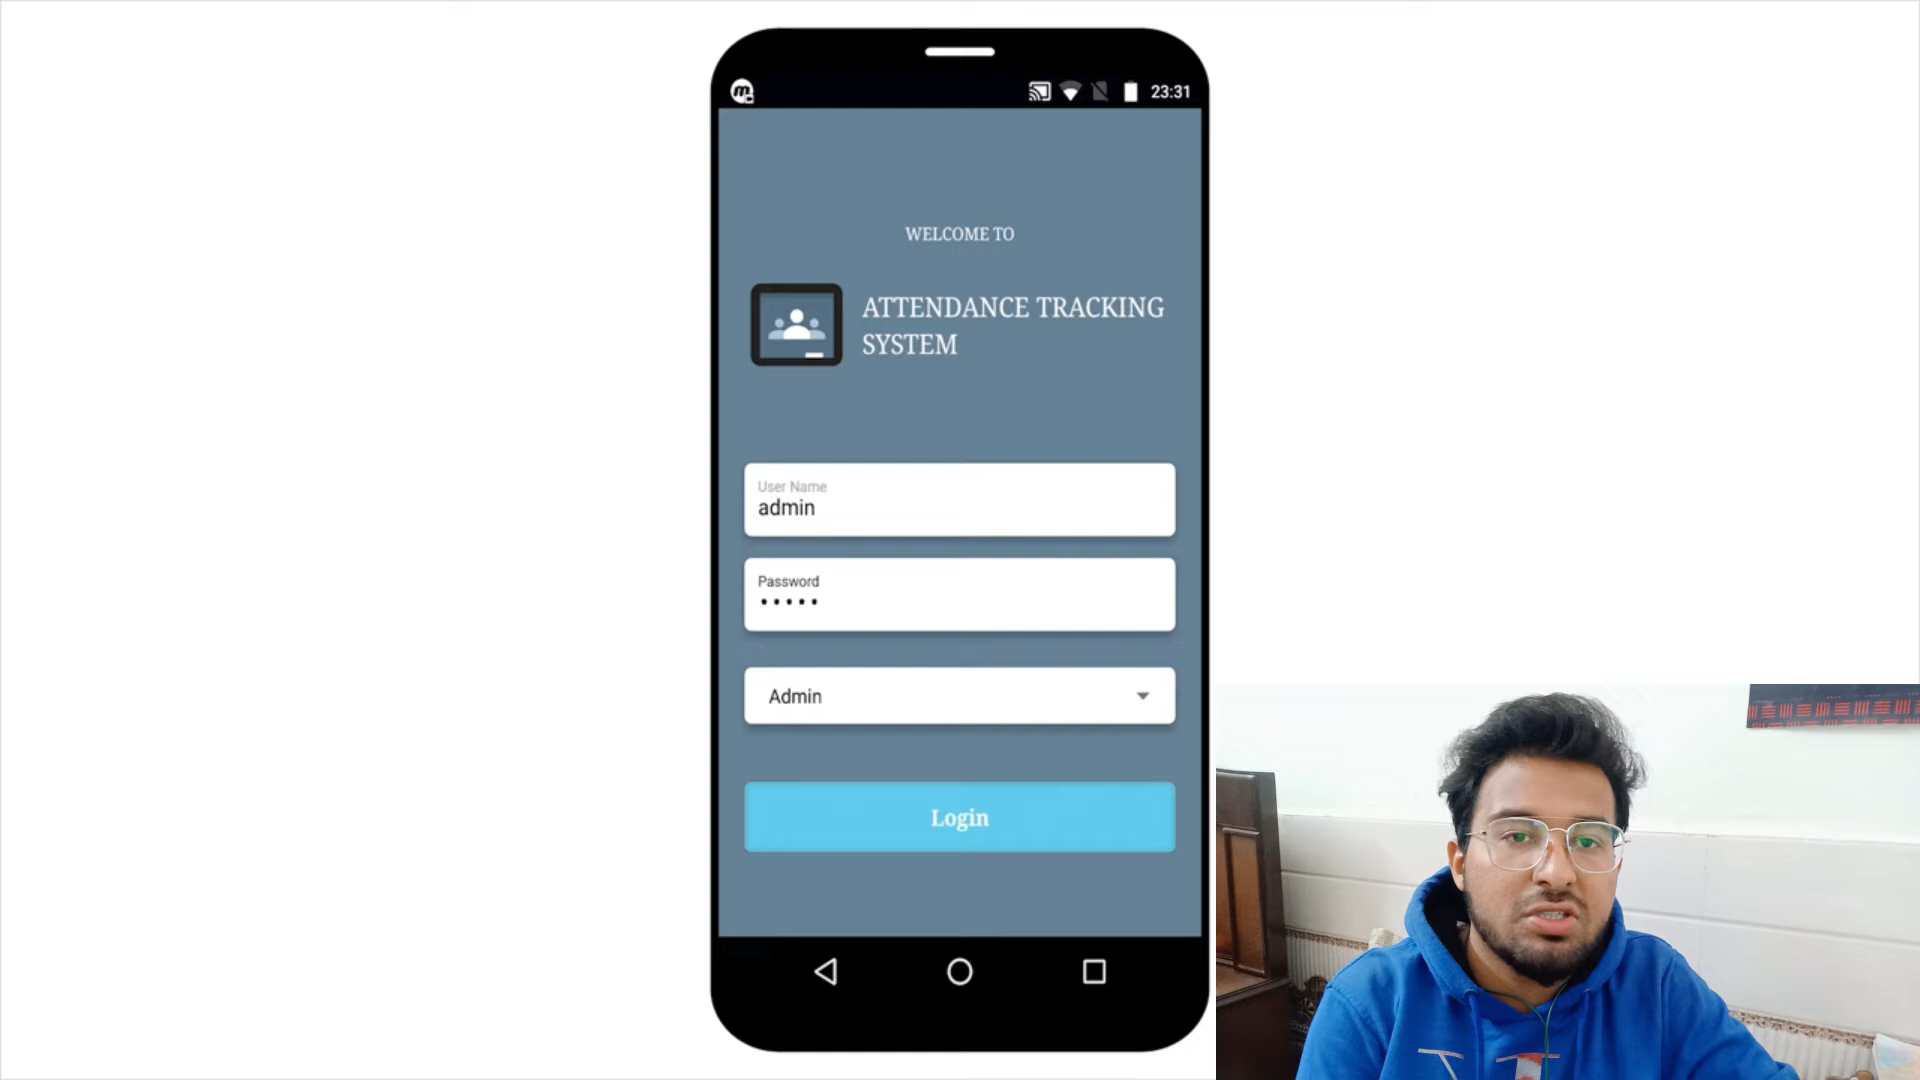 23:31
WELCOME TO
ATTENDANCE TRACKING
SYSTEM
User Name
admin
Password
•••••
Admin
Login